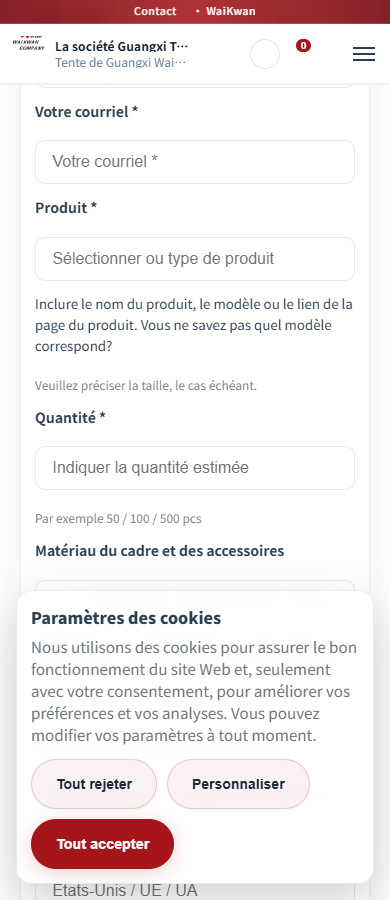 Contact • WaiKwan
WAIKWAN
COMPANY
La société Guangxi T…
Tente de Guangxi Wai…
0
Votre courriel *
Votre courriel *
Produit *
Sélectionner ou type de produit
Inclure le nom du produit, le modèle ou le lien de la
page du produit. Vous ne savez pas quel modèle
correspond?
Veuillez préciser la taille, le cas échéant.
Quantité *
Indiquer la quantité estimée
Par exemple 50 / 100 / 500 pcs
Matériau du cadre et des accessoires
Paramètres des cookies
Nous utilisons des cookies pour assurer le bon
fonctionnement du site Web et, seulement
avec votre consentement, pour améliorer vos
préférences et vos analyses. Vous pouvez
modifier vos paramètres à tout moment.
Tout rejeter
Personnaliser
Tout accepter
États-Unis / UE / UA